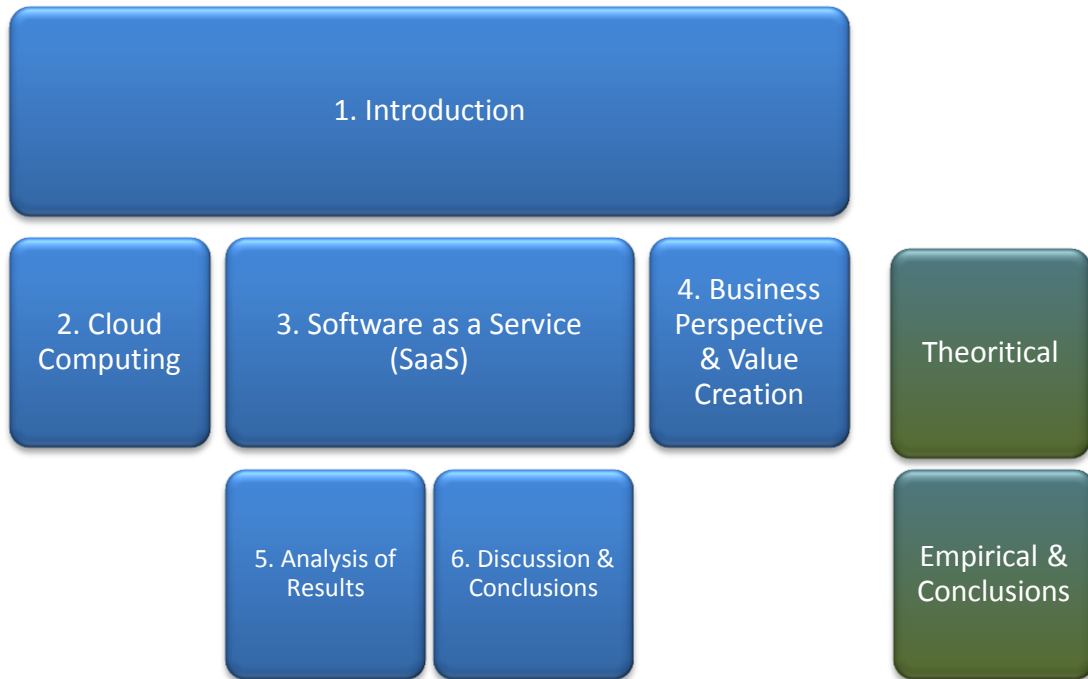 1. Introduction
2. Cloud
Computing
3. Software as a Service
(SaaS)
4. Business
Perspective
& Value
Creation
Theoritical
5. Analysis of
Results
6. Discussion &
Conclusions
Empirical &
Conclusions